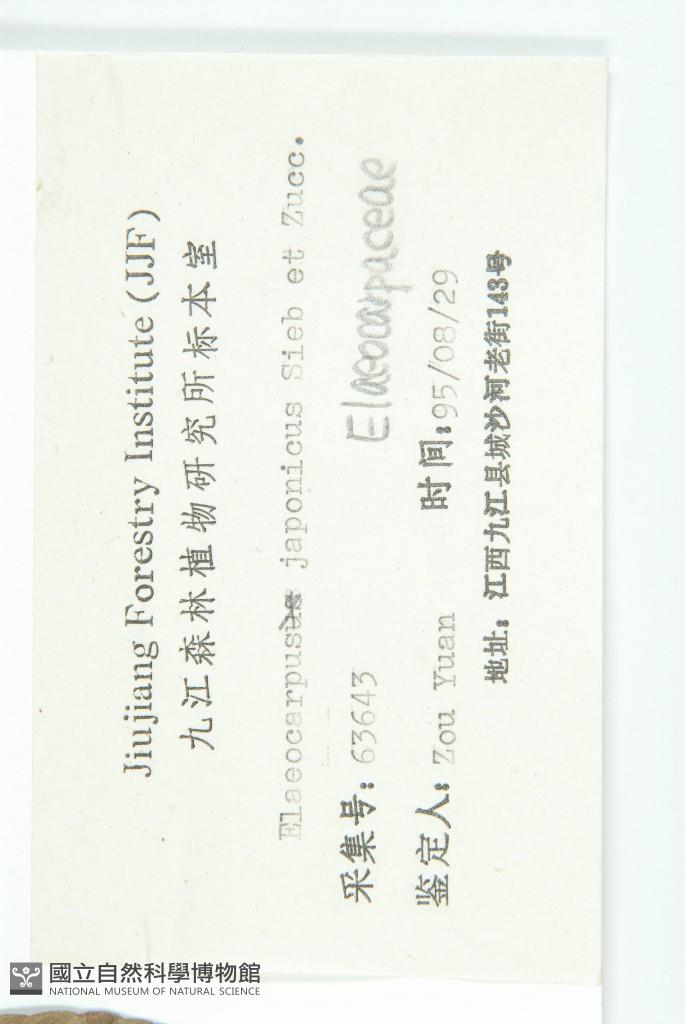 Jiujiang Forestry Institute (JJF)
九江森林植物研究所标本室
Elaeocarpus japonicus Sieb et Zucc.
Elaeocarpaceae
采集号: 63643
鉴定人: Zou Yuan 时间: 95/08/29
地址: 江西九江县城沙河老街143号
國立自然科學博物館
NATIONAL MUSEUM OF NATURAL SCIENCE